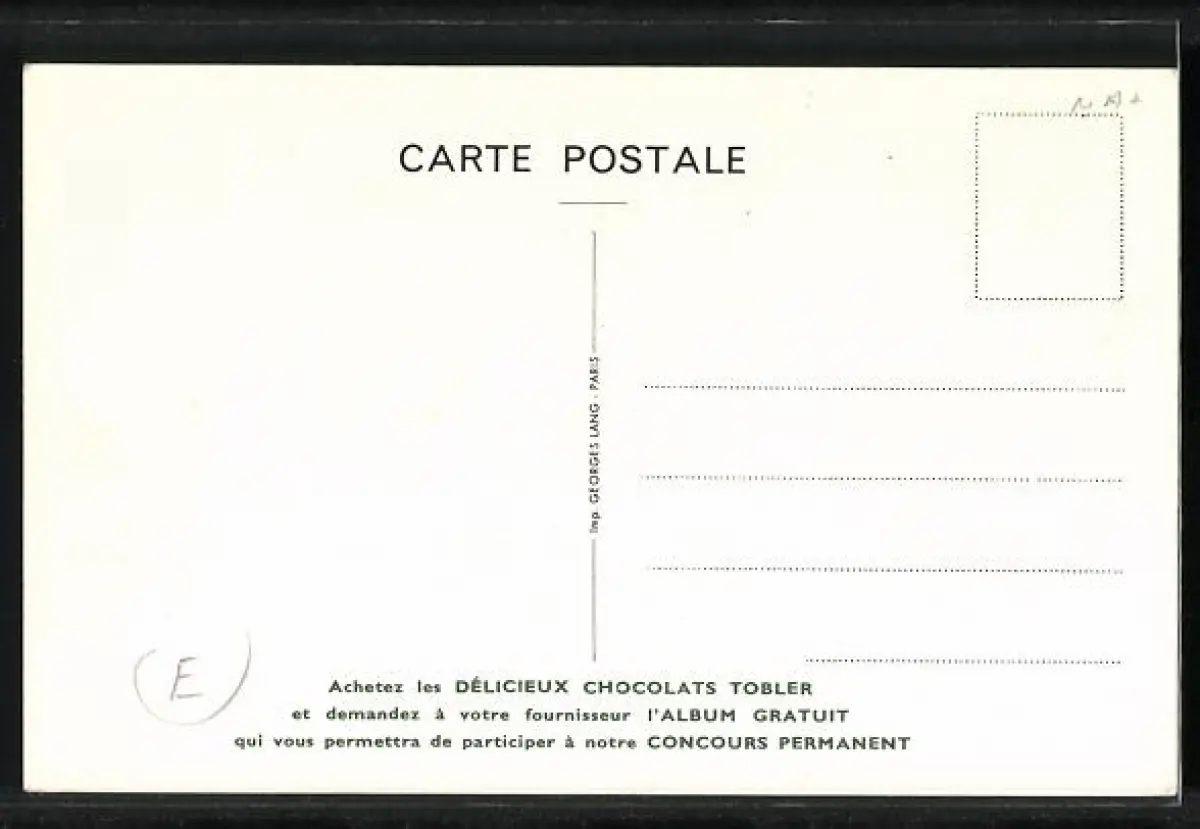 CARTE POSTALE
Imp. GEORGES LANG - PARIS
E
Achetez les DÉLICIEUX CHOCOLATS TOBLER
et demandez à votre fournisseur l'ALBUM GRATUIT
qui vous permettra de participer à notre CONCOURS PERMANENT